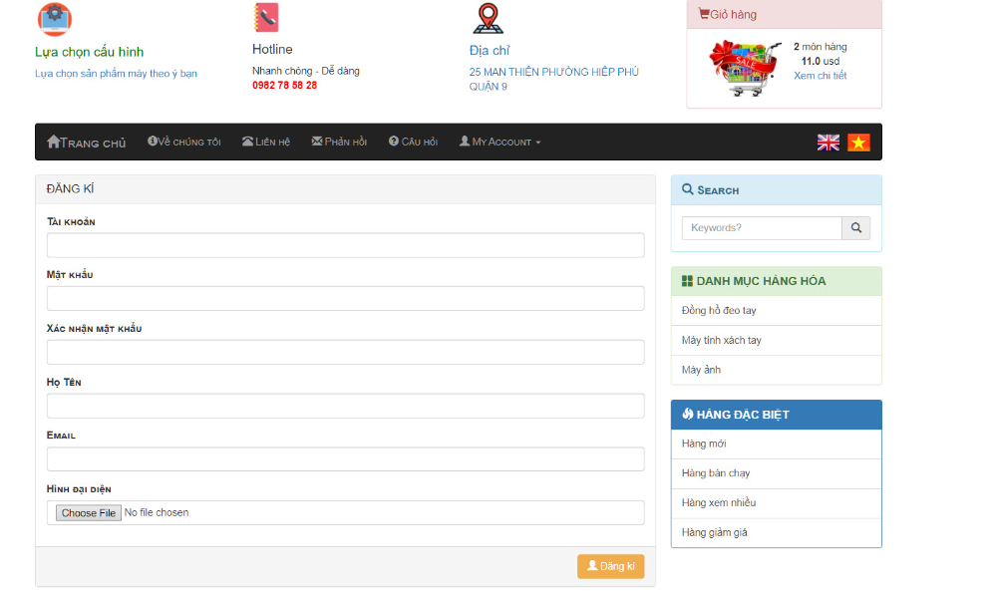 Lựa chọn cấu hình
Lựa chọn sản phẩm máy theo ý bạn
Hotline
Nhanh chóng - Dễ dàng
0982 78 58 28
Địa chỉ
25 MAN THIỆN PHƯỜNG HIỆP PHÚ
QUẬN 9
Giỏ hàng
SALE
2 món hàng
11.0 usd
Xem chi tiết
Trang chủ Về chúng tôi Liên hệ Phản hồi Câu hỏi My Account
ĐĂNG KÍ
Tài khoản
Mật khẩu
Xác nhận mật khẩu
Họ Tên
Email
Hình đại diện
Choose File No file chosen
Đăng kí
Search
Keywords?
DANH MỤC HÀNG HÓA
Đồng hồ đeo tay
Máy tính xách tay
Máy ảnh
HÀNG ĐẶC BIỆT
Hàng mới
Hàng bán chạy
Hàng xem nhiều
Hàng giảm giá